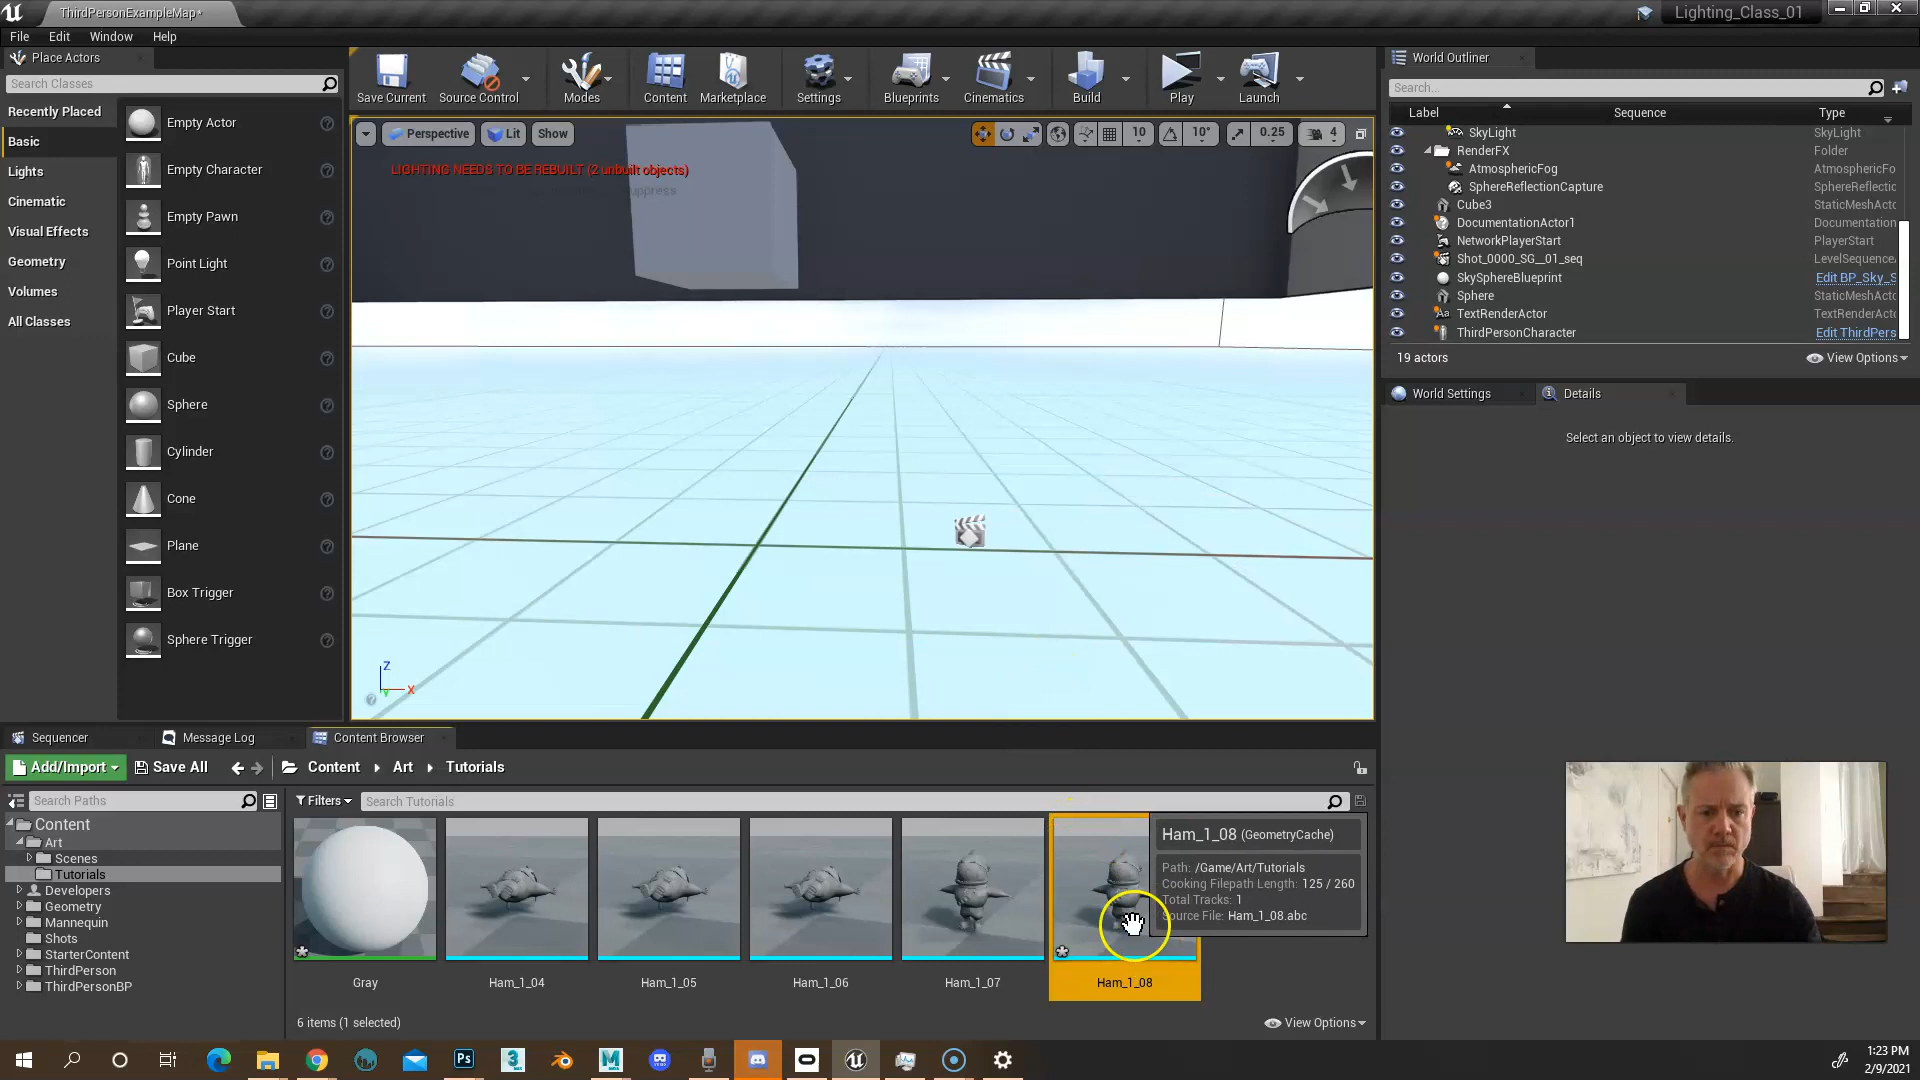 ThirdPersonExampleMap*
Lighting_Class_01
File Edit Window Help
Place Actors
Search Classes
Recently Placed
Basic
Lights
Cinematic
Visual Effects
Geometry
Volumes
All Classes
Empty Actor
Empty Character
Empty Pawn
Point Light
Player Start
Cube
Sphere
Cylinder
Cone
Plane
Box Trigger
Sphere Trigger
Save Current Source Control Modes Content Marketplace Settings Blueprints Cinematics Build Play Launch
Perspective Lit Show
10 10° 0.25 4
LIGHTING NEEDS TO BE REBUILT (2 unbuilt objects)
uppress
Z
X
Y
World Outliner
Search...
Label Sequence Type
SkyLight SkyLight
RenderFX Folder
AtmosphericFog AtmosphericFo
SphereReflectionCapture SphereReflectic
Cube3 StaticMeshActo
DocumentationActor1 Documentation
NetworkPlayerStart PlayerStart
Shot_0000_SG__01_seq LevelSequence
SkySphereBlueprint Edit BP_Sky_S
Sphere StaticMeshActo
TextRenderActor TextRenderActo
ThirdPersonCharacter Edit ThirdPers
19 actors View Options
World Settings Details
Select an object to view details.
Sequencer Message Log Content Browser
Add/Import Save All Content Art Tutorials
Search Paths
Filters Search Tutorials
Content
Art
Scenes
Tutorials
Developers
Geometry
Mannequin
Shots
StarterContent
ThirdPerson
ThirdPersonBP
Gray Ham_1_04 Ham_1_05 Ham_1_06 Ham_1_07 Ham_1_08
Ham_1_08 (GeometryCache)
Path: /Game/Art/Tutorials
Cooking Filepath Length: 125 / 260
Total Tracks: 1
Source File: Ham_1_08.abc
6 items (1 selected) View Options
Ps
3
M
1:23 PM
2/9/2021